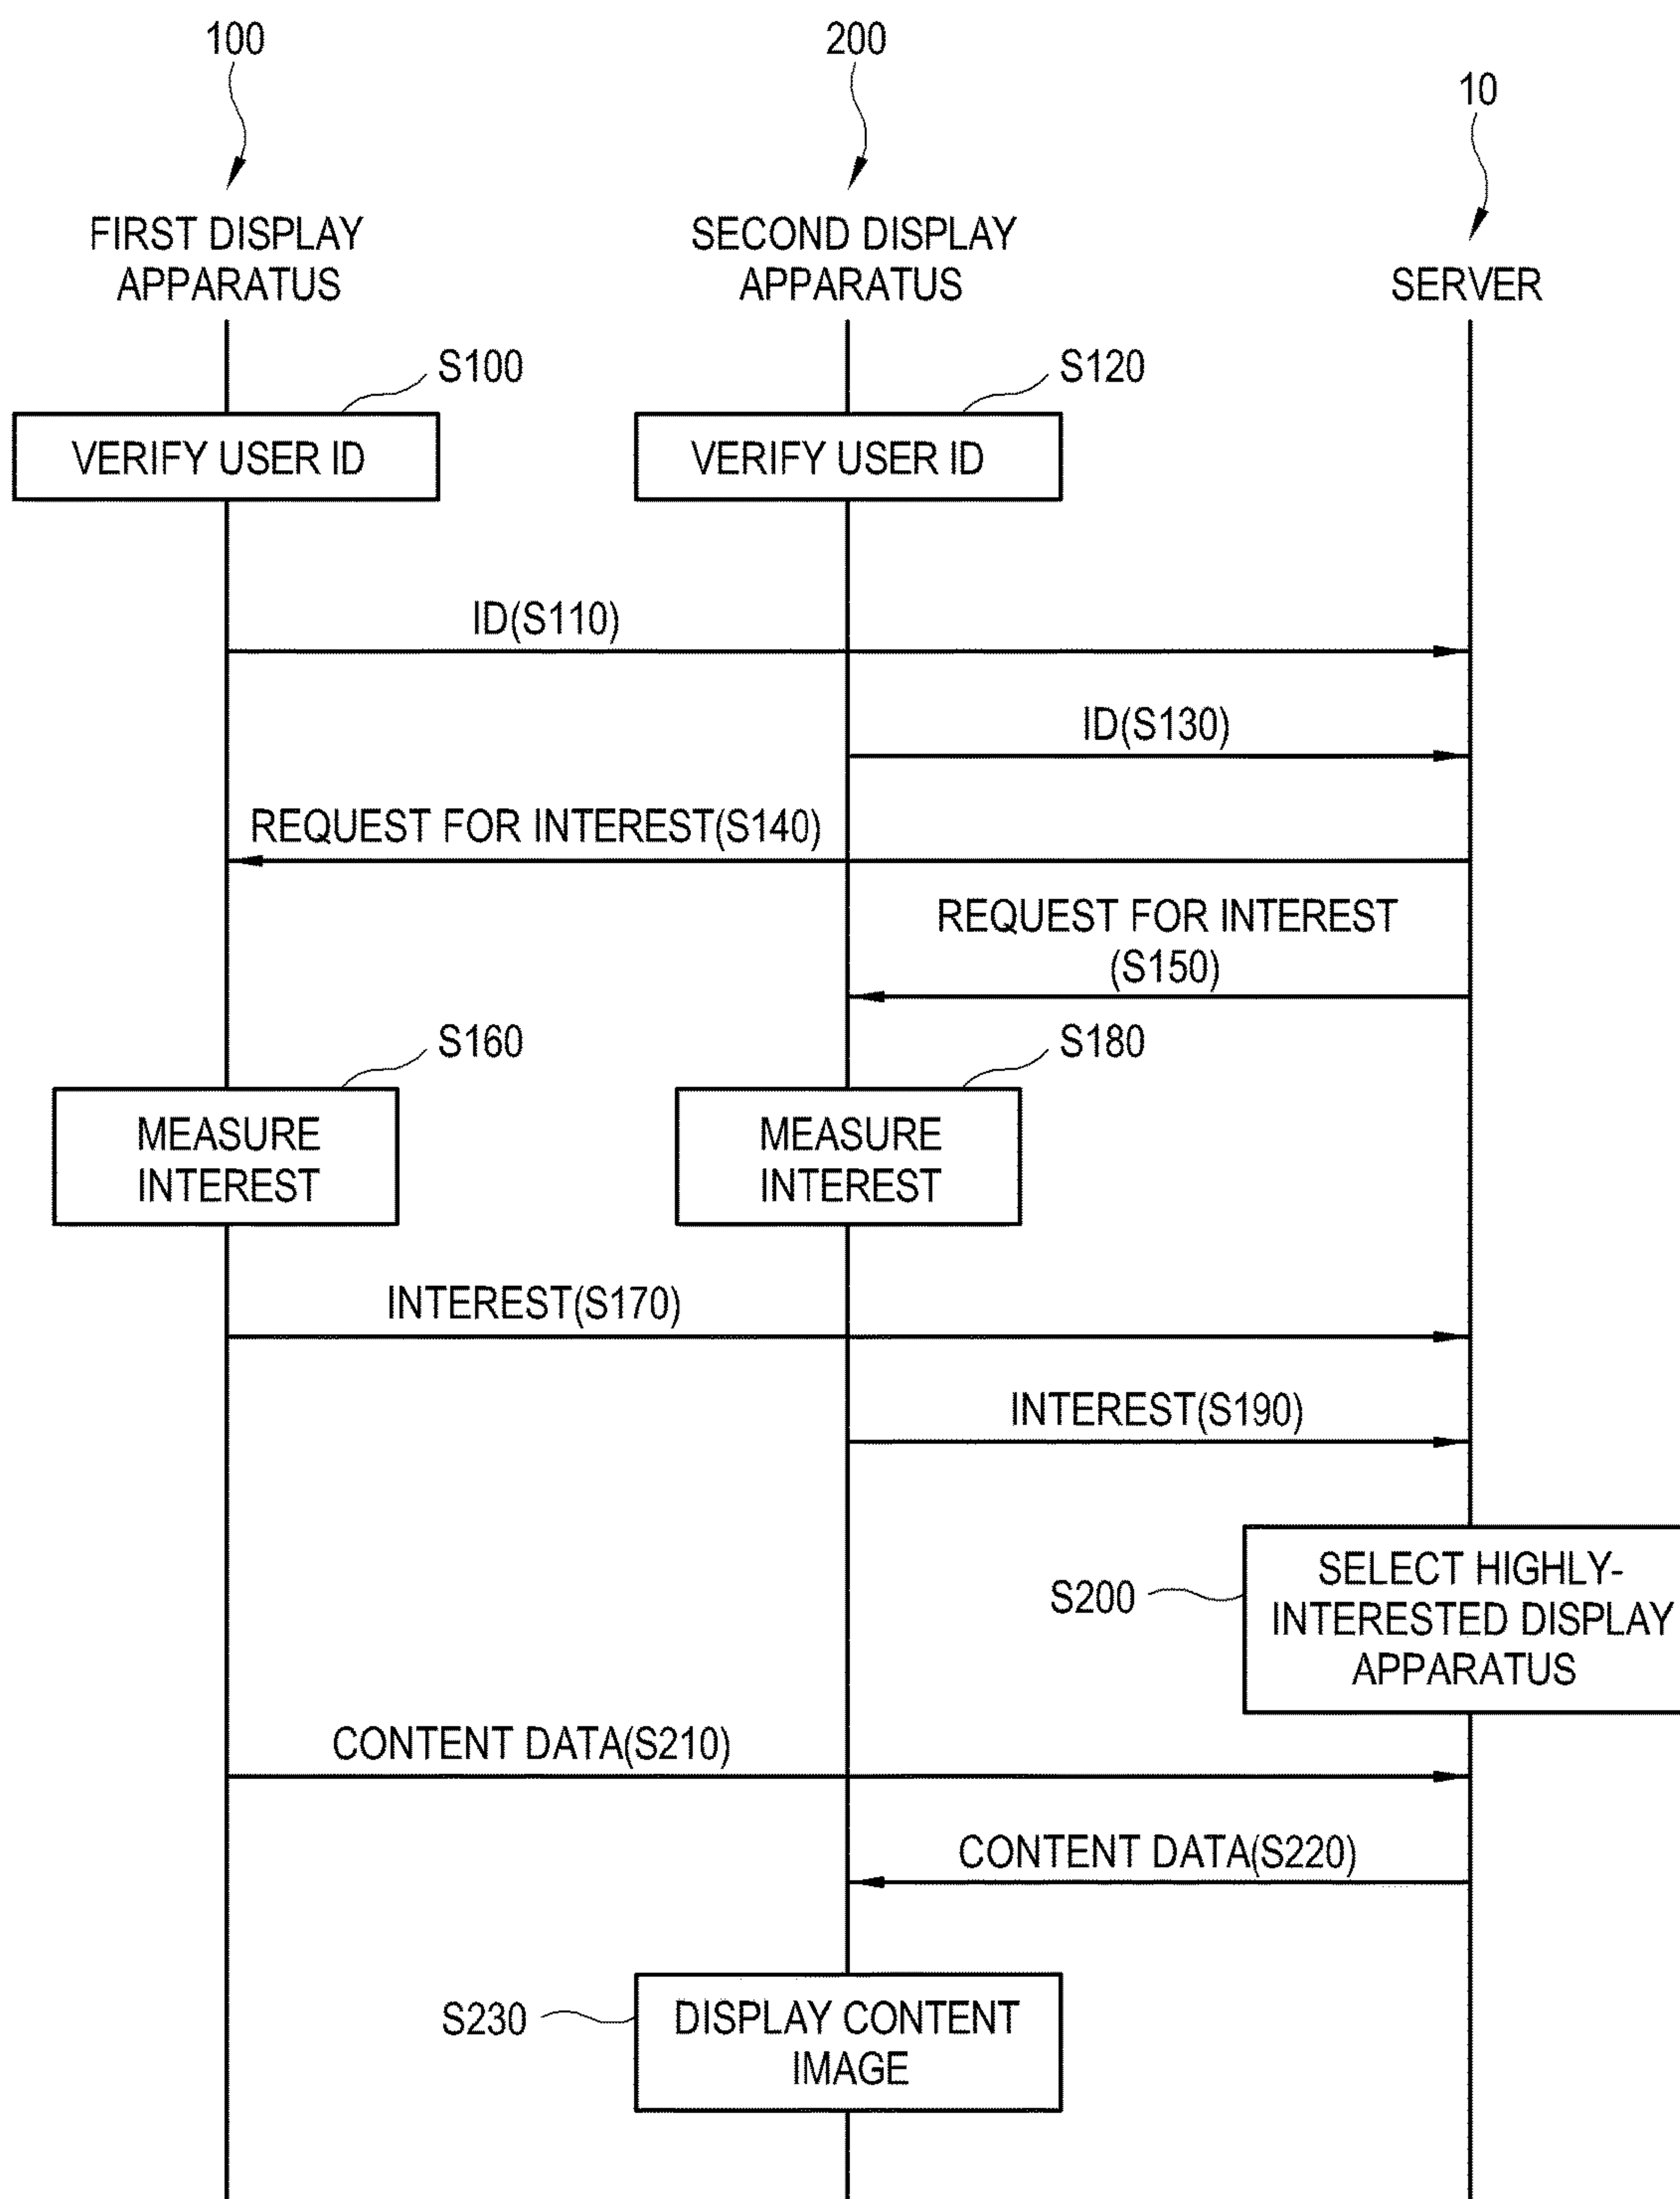 100
200
10
FIRST DISPLAY
APPARATUS
SECOND DISPLAY
APPARATUS
SERVER
S100
S120
VERIFY USER ID
VERIFY USER ID
ID(S110)
ID(S130)
REQUEST FOR INTEREST(S140)
REQUEST FOR INTEREST
(S150)
S160
S180
MEASURE
INTEREST
MEASURE
INTEREST
INTEREST(S170)
INTEREST(S190)
S200
SELECT HIGHLY-
INTERESTED DISPLAY
APPARATUS
CONTENT DATA(S210)
CONTENT DATA(S220)
S230
DISPLAY CONTENT
IMAGE